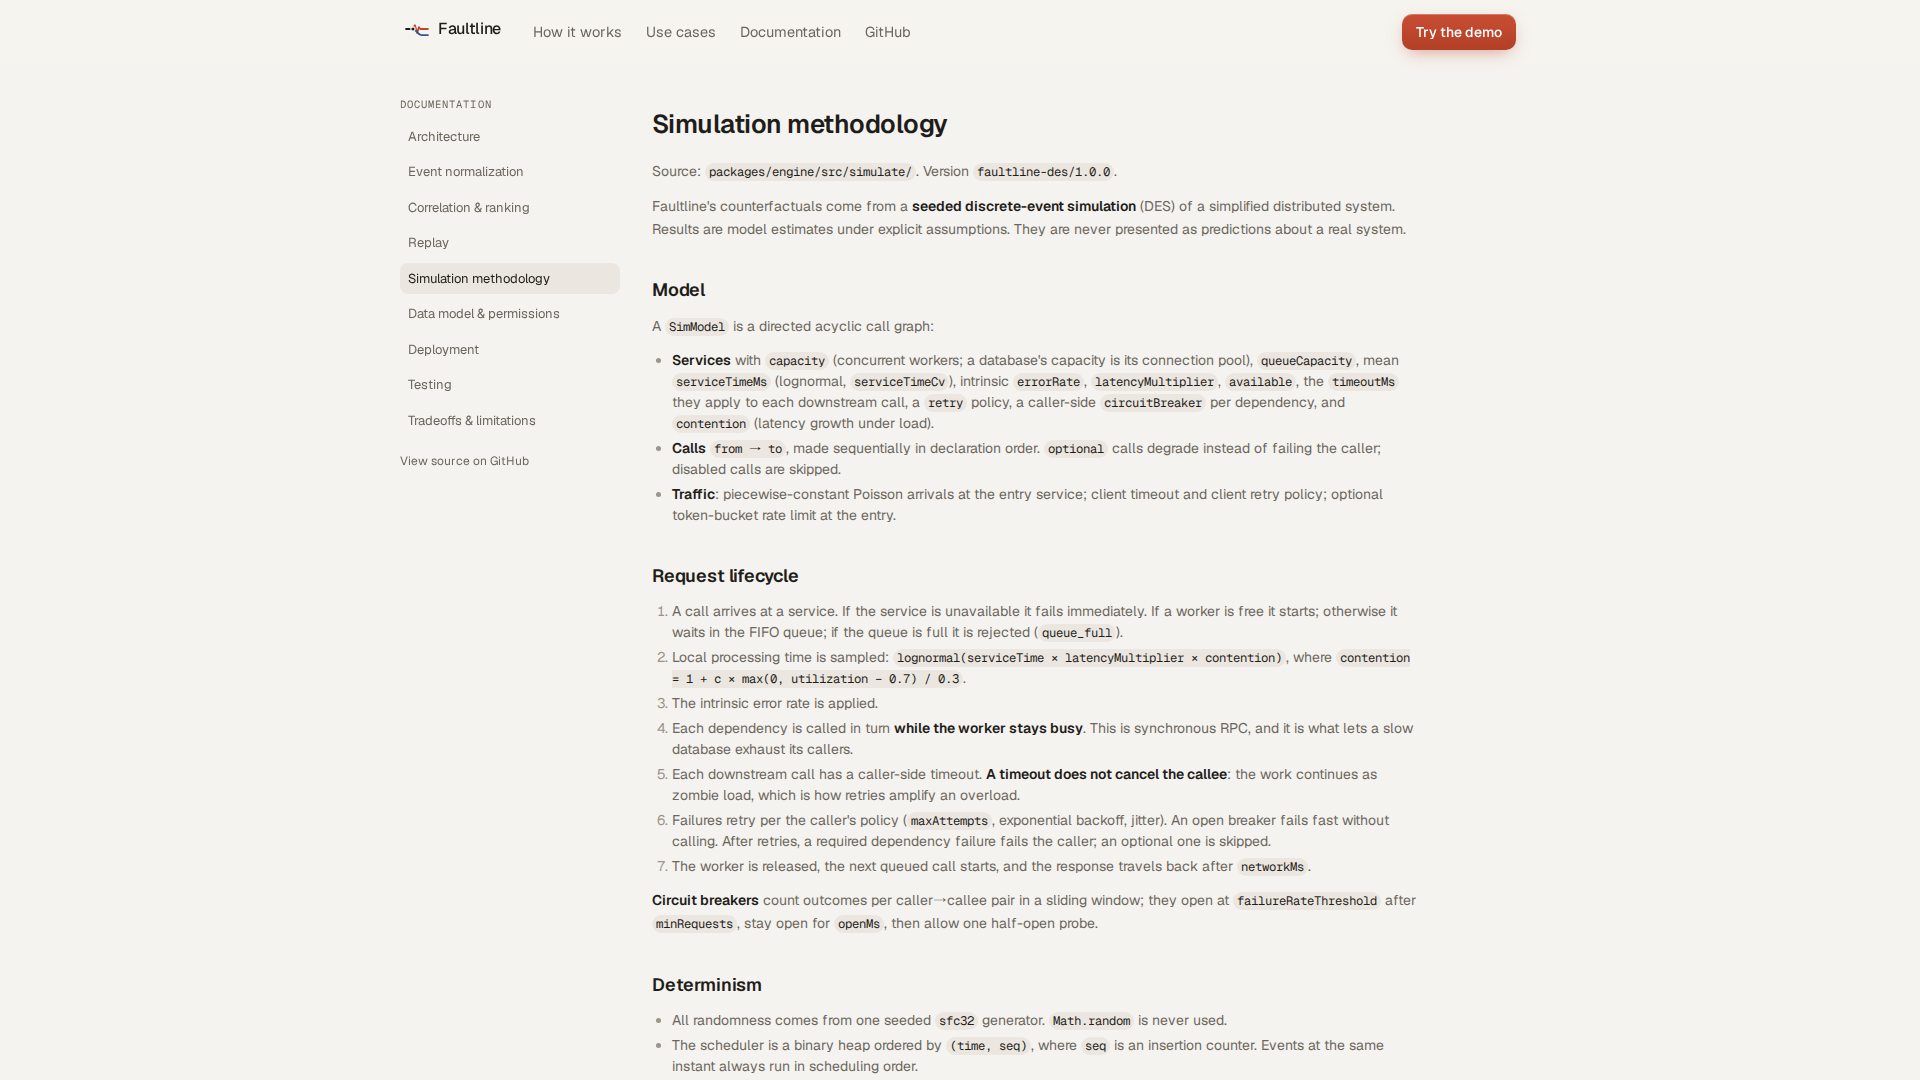 Faultline
How it works
Use cases
Documentation
GitHub
Try the demo
DOCUMENTATION
Architecture
Event normalization
Correlation & ranking
Replay
Simulation methodology
Data model & permissions
Deployment
Testing
Tradeoffs & limitations
View source on GitHub
Simulation methodology
Source: packages/engine/src/simulate/. Version faultline-des/1.0.0.
Faultline's counterfactuals come from a seeded discrete-event simulation (DES) of a simplified distributed system.
Results are model estimates under explicit assumptions. They are never presented as predictions about a real system.
Model
A SimModel is a directed acyclic call graph:
• Services with capacity (concurrent workers; a database's capacity is its connection pool), queueCapacity, mean
serviceTimeMs (lognormal, serviceTimeCv), intrinsic errorRate, latencyMultiplier, available, the timeoutMs
they apply to each downstream call, a retry policy, a caller-side circuitBreaker per dependency, and
contention (latency growth under load).
• Calls from → to, made sequentially in declaration order. optional calls degrade instead of failing the caller;
disabled calls are skipped.
• Traffic: piecewise-constant Poisson arrivals at the entry service; client timeout and client retry policy; optional
token-bucket rate limit at the entry.
Request lifecycle
1. A call arrives at a service. If the service is unavailable it fails immediately. If a worker is free it starts; otherwise it
waits in the FIFO queue; if the queue is full it is rejected (queue_full).
2. Local processing time is sampled: lognormal(serviceTime × latencyMultiplier × contention), where contention
= 1 + c × max(0, utilization − 0.7) / 0.3.
3. The intrinsic error rate is applied.
4. Each dependency is called in turn while the worker stays busy. This is synchronous RPC, and it is what lets a slow
database exhaust its callers.
5. Each downstream call has a caller-side timeout. A timeout does not cancel the callee: the work continues as
zombie load, which is how retries amplify an overload.
6. Failures retry per the caller's policy (maxAttempts, exponential backoff, jitter). An open breaker fails fast without
calling. After retries, a required dependency failure fails the caller; an optional one is skipped.
7. The worker is released, the next queued call starts, and the response travels back after networkMs.
Circuit breakers count outcomes per caller→callee pair in a sliding window; they open at failureRateThreshold after
minRequests, stay open for openMs, then allow one half-open probe.
Determinism
• All randomness comes from one seeded sfc32 generator. Math.random is never used.
• The scheduler is a binary heap ordered by (time, seq), where seq is an insertion counter. Events at the same
instant always run in scheduling order.